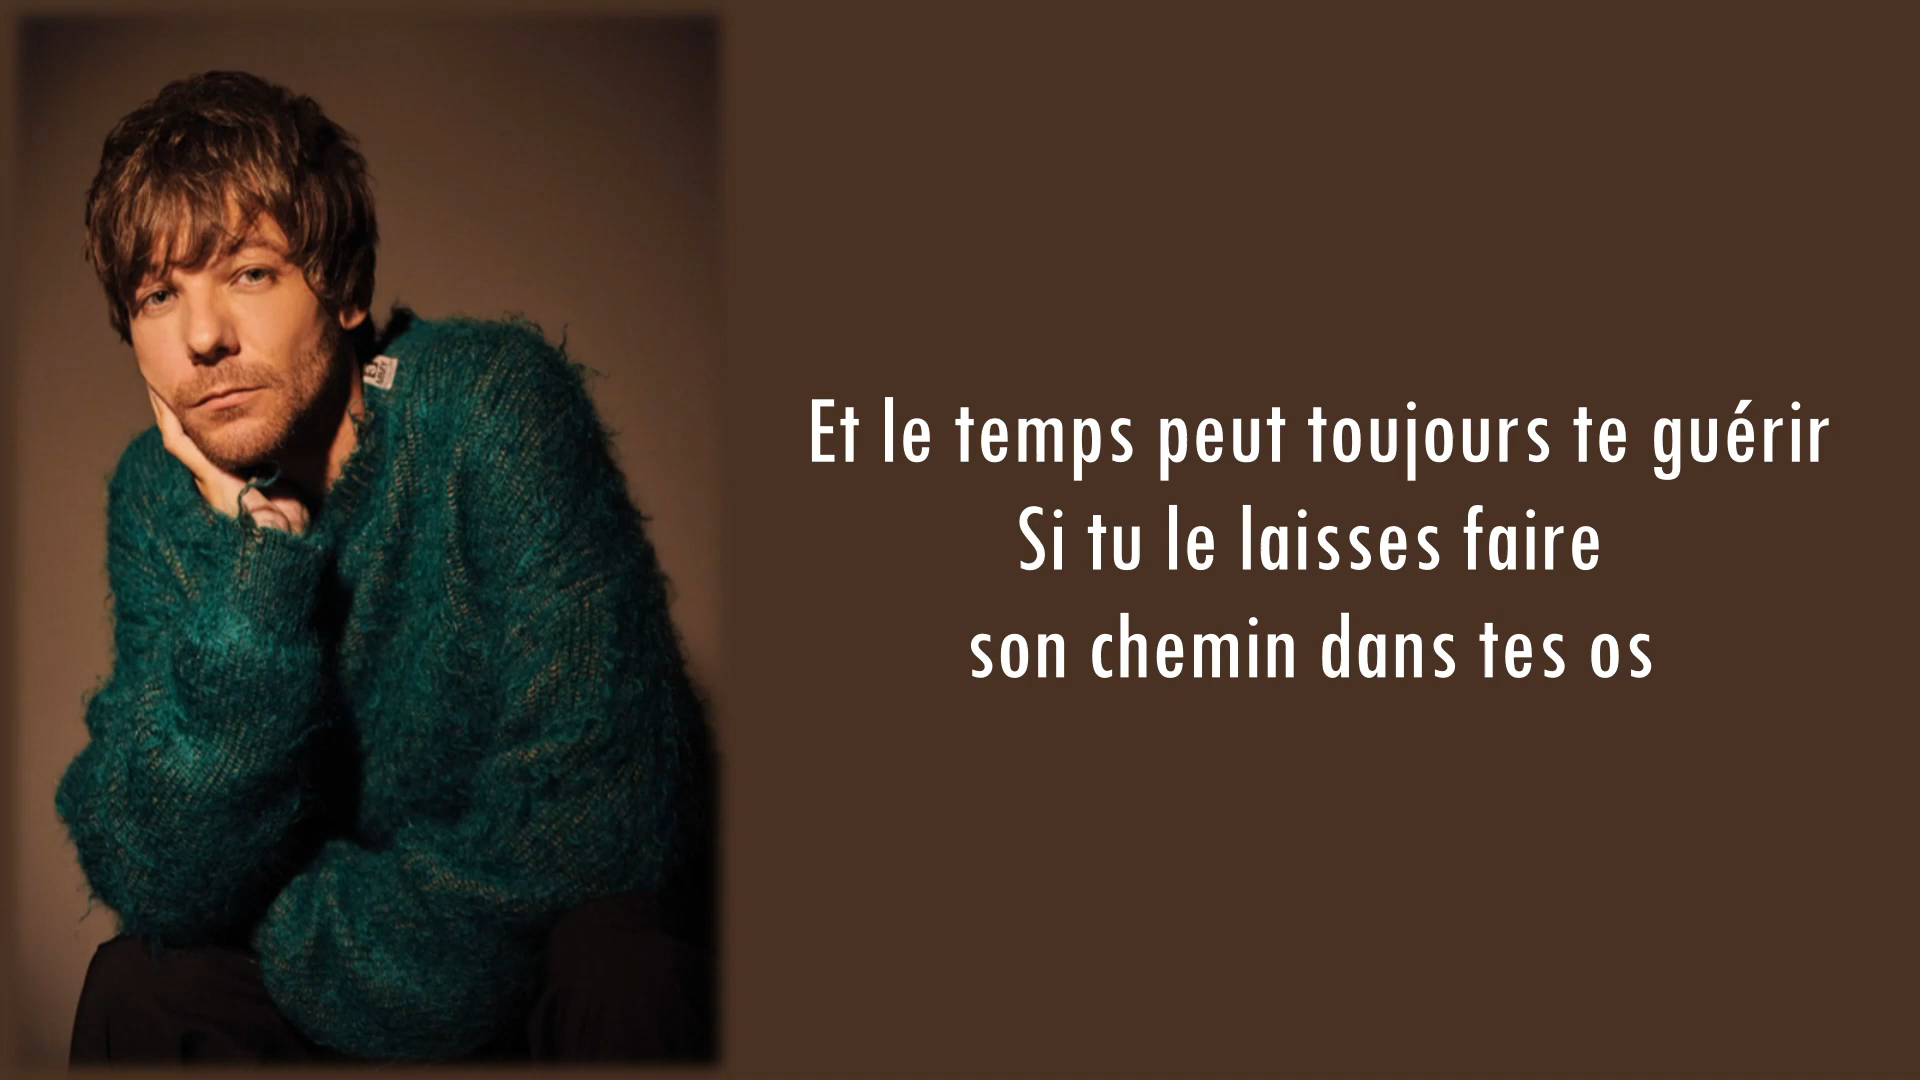 Et le temps peut toujours te guérir
Si tu le laisses faire
son chemin dans tes os